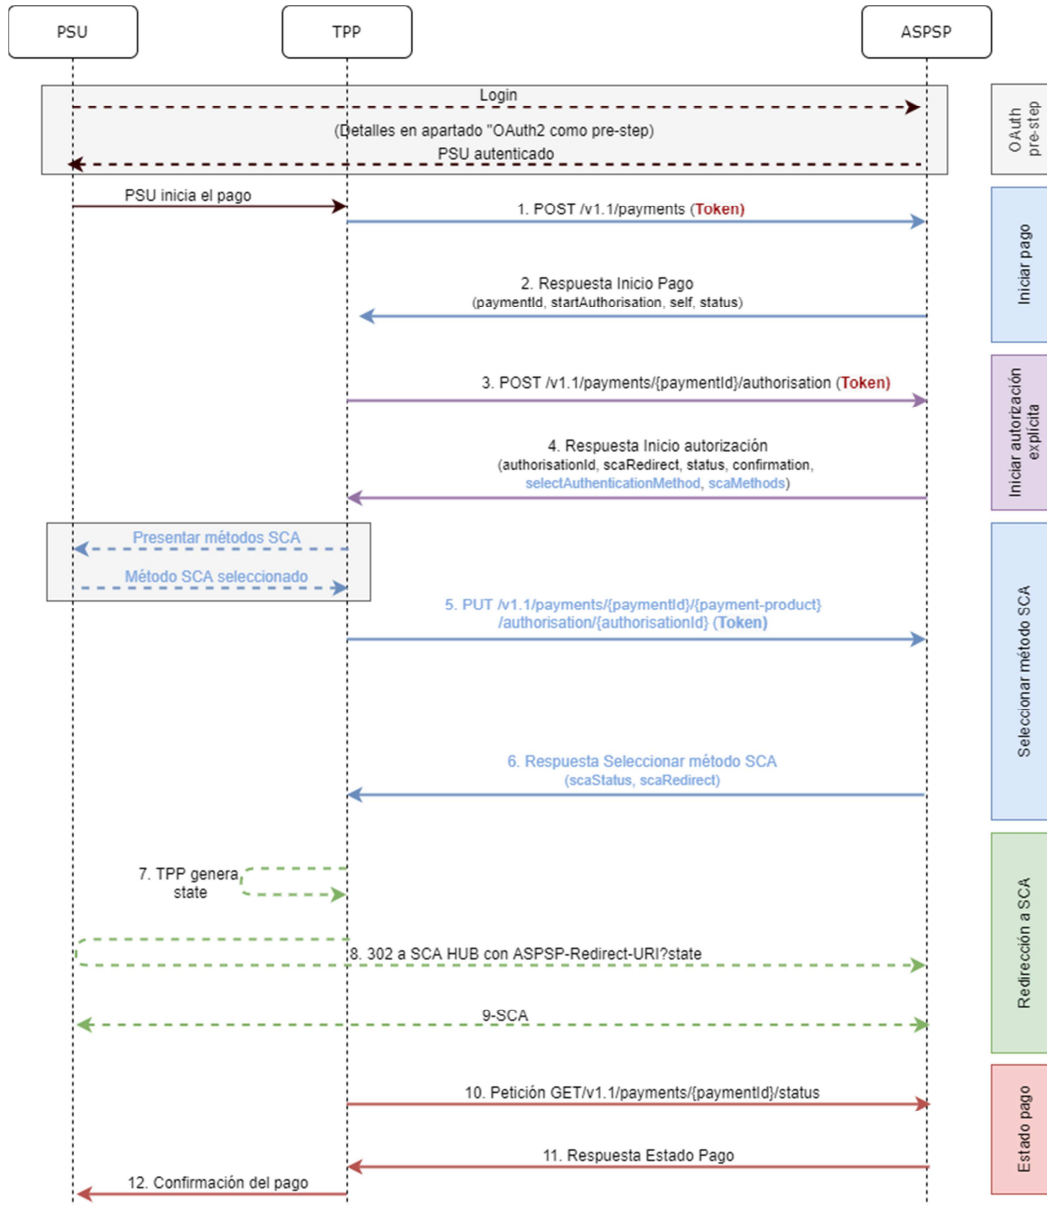 PSU
TPP
ASPSP
Login
(Detalles en apartado "OAuth2 como pre-step)
PSU autenticado
OAuth
pre-step
PSU inicia el pago
1. POST /v1.1/payments (Token)
2. Respuesta Inicio Pago
(paymentId, startAuthorisation, self, status)
Iniciar pago
3. POST /v1.1/payments/{paymentId}/authorisation (Token)
4. Respuesta Inicio autorización
(authorisationId, scaRedirect, status, confirmation,
selectAuthenticationMethod, scaMethods)
Iniciar autorización
explícita
Presentar métodos SCA
Método SCA seleccionado
5. PUT /v1.1/payments/{paymentId}/{payment-product}
/authorisation/{authorisationId} (Token)
6. Respuesta Seleccionar método SCA
(scaStatus, scaRedirect)
Seleccionar método SCA
7. TPP genera
state
8. 302 a SCA HUB con ASPSP-Redirect-URI?state
9-SCA
Redirección a SCA
10. Petición GET/v1.1/payments/{paymentId}/status
11. Respuesta Estado Pago
12. Confirmación del pago
Estado pago